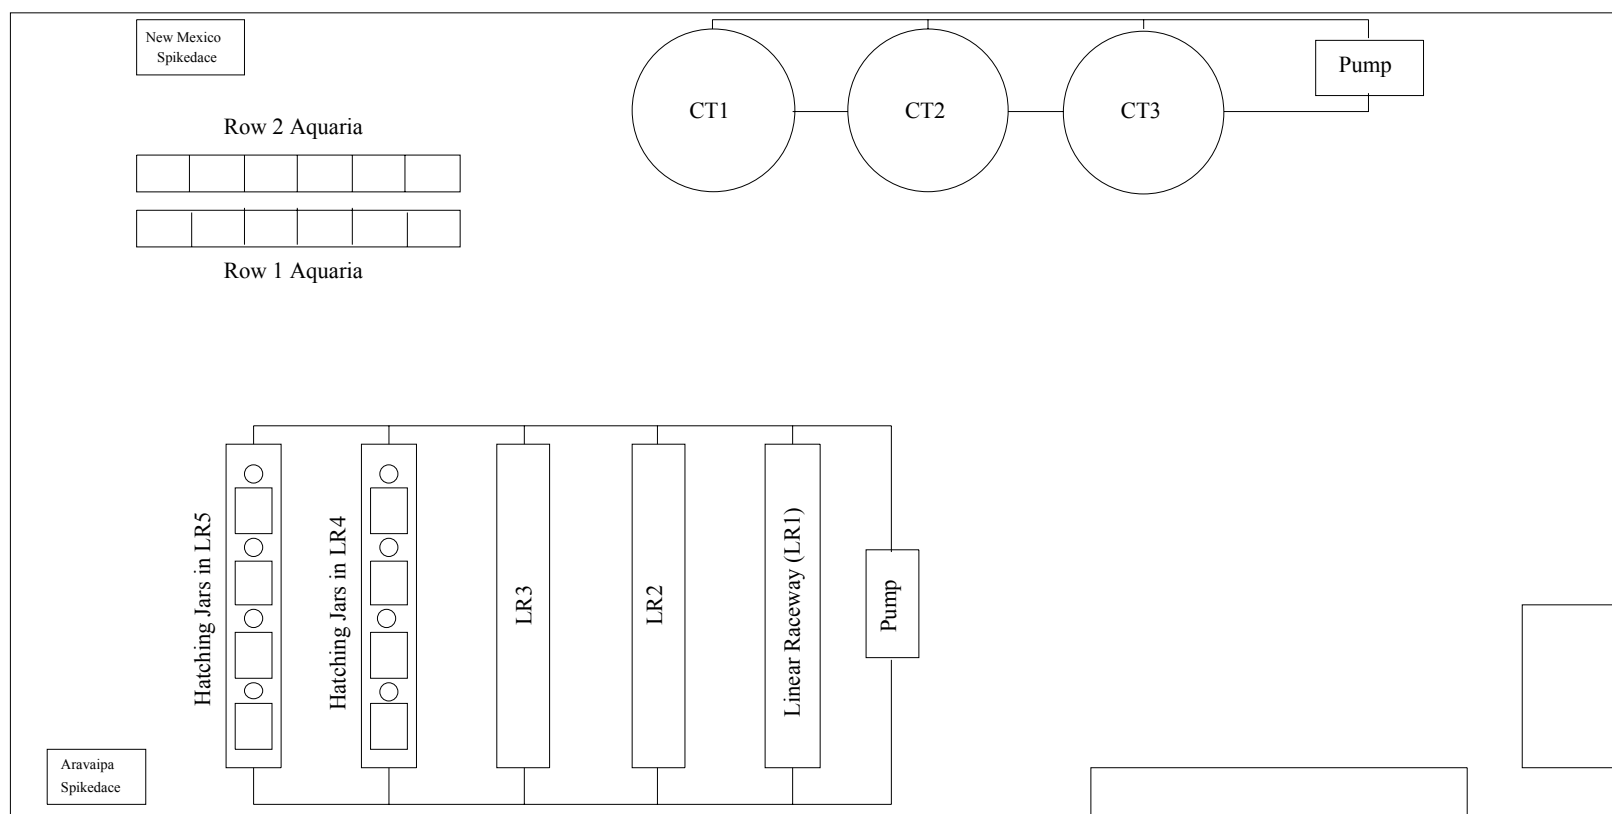 New Mexico
Spikedace
CT1
CT2
CT3
Pump
Row 2 Aquaria
Row 1 Aquaria
Hatching Jars in LR5
Hatching Jars in LR4
LR3
LR2
Linear Raceway (LR1)
Pump
Aravaipa
Spikedace